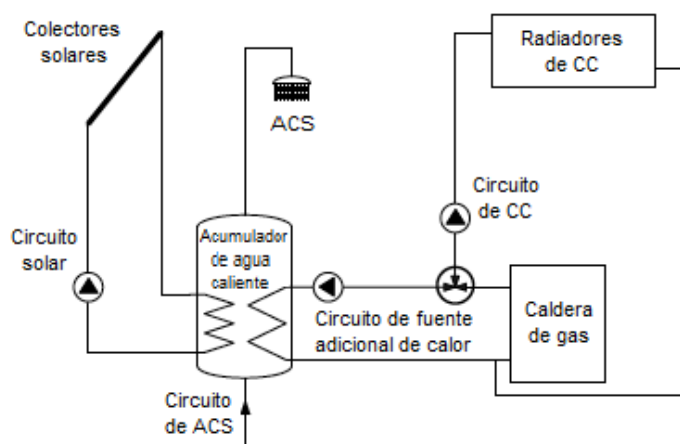 Colectores
solares
Radiadores
de CC
ACS
Circuito
de CC
Circuito
solar
Acumulador
de agua
caliente
Circuito de fuente
adicional de calor
Caldera
de gas
Circuito
de ACS